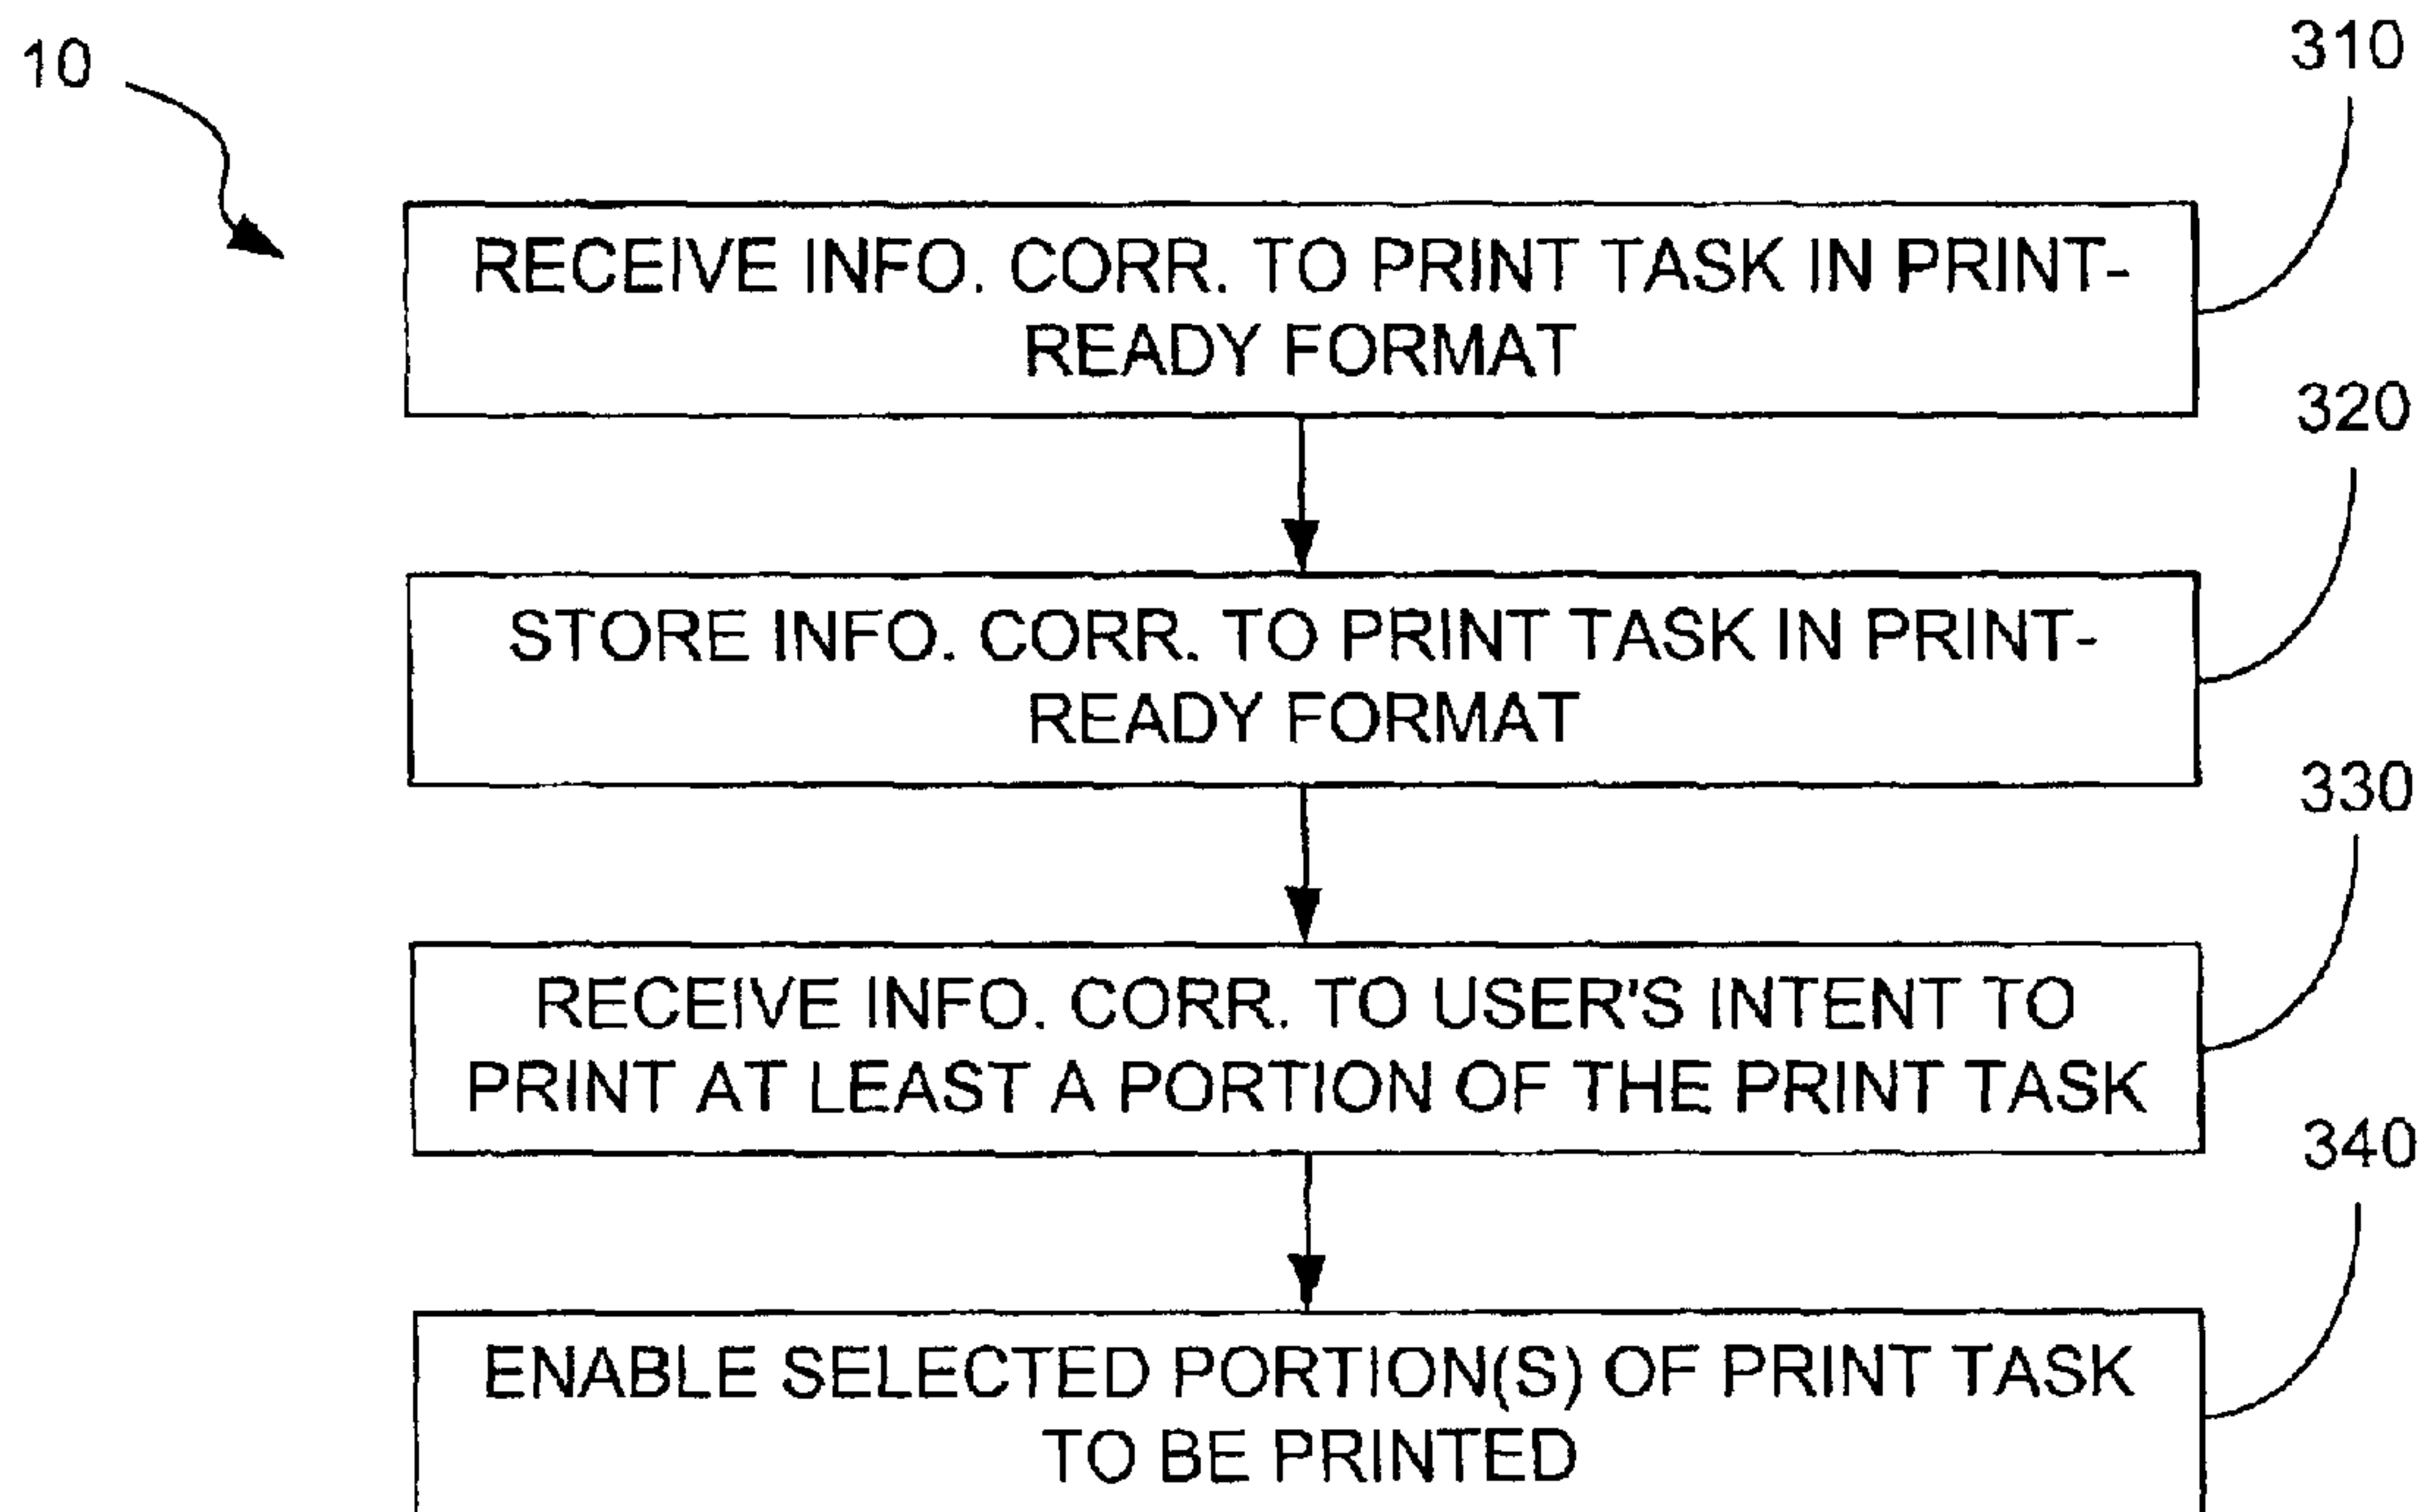 10
310
RECEIVE INFO. CORR. TO PRINT TASK IN PRINT-
READY FORMAT
320
STORE INFO. CORR. TO PRINT TASK IN PRINT-
READY FORMAT
330
RECEIVE INFO. CORR. TO USER'S INTENT TO
PRINT AT LEAST A PORTION OF THE PRINT TASK
340
ENABLE SELECTED PORTION(S) OF PRINT TASK
TO BE PRINTED